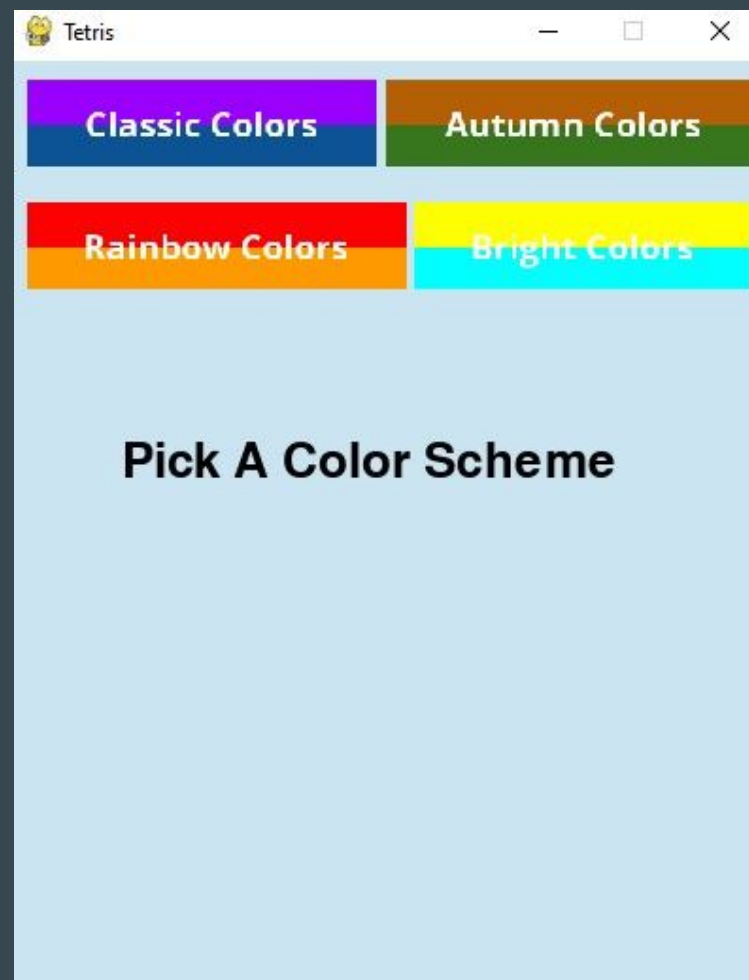 Tetris
Classic Colors
Autumn Colors
Rainbow Colors
Bright Colors
Pick A Color Scheme